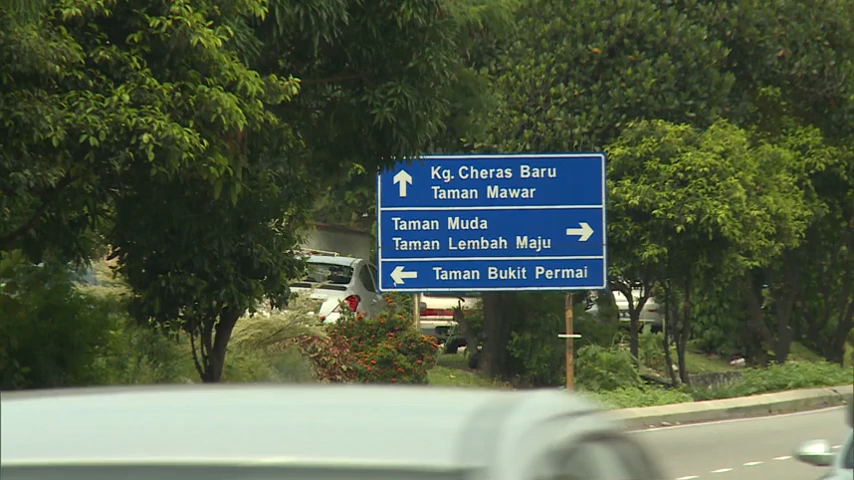 Kg. Cheras Baru
Taman Mawar
Taman Muda
Taman Lembah Maju
Taman Bukit Permai